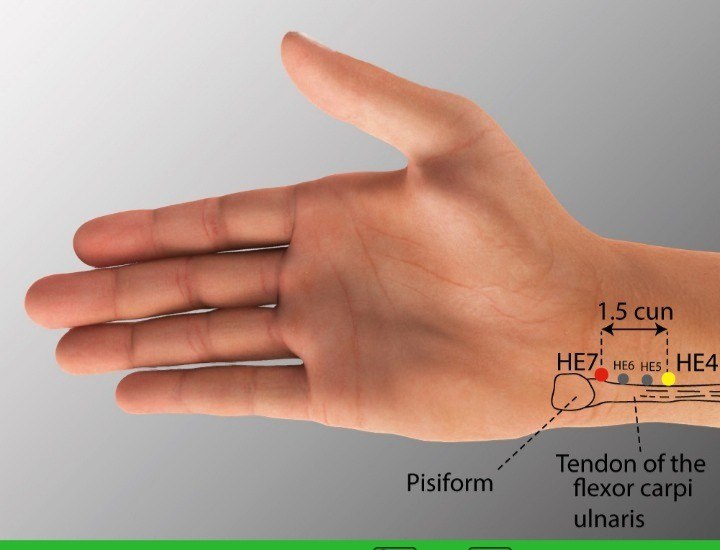 1.5 cun
HE7 HE6 HE5 HE4
Pisiform
Tendon of the
flexor carpi
ulnaris